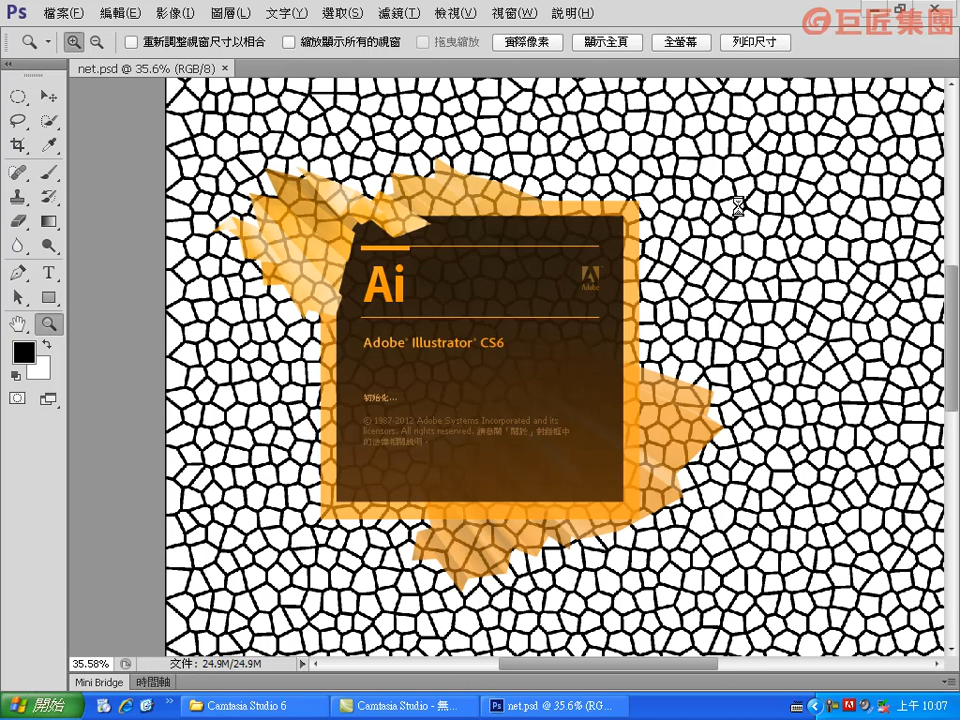 Ps 檔案(F) 編輯(E) 影像(I) 圖層(L) 文字(Y) 選取(S) 濾鏡(T) 檢視(V) 視窗(W) 說明(H)
巨匠集團
重新調整視窗尺寸以相合 縮放顯示所有的視窗 拖曳縮放 實際像素 顯示全頁 全螢幕 列印尺寸
net.psd @ 35.6% (RGB/8) ×
Ai
Adobe
Adobe® Illustrator® CS6
初始化...
© 1987-2012 Adobe Systems Incorporated and its
licensors. All rights reserved. 請參閱「關於」對話框中
的法律相關說明。
35.58% 文件: 24.9M/24.9M
Mini Bridge 時間軸
開始 Camtasia Studio 6 Camtasia Studio - 無... net.psd @ 35.6% (RG... 上午 10:07